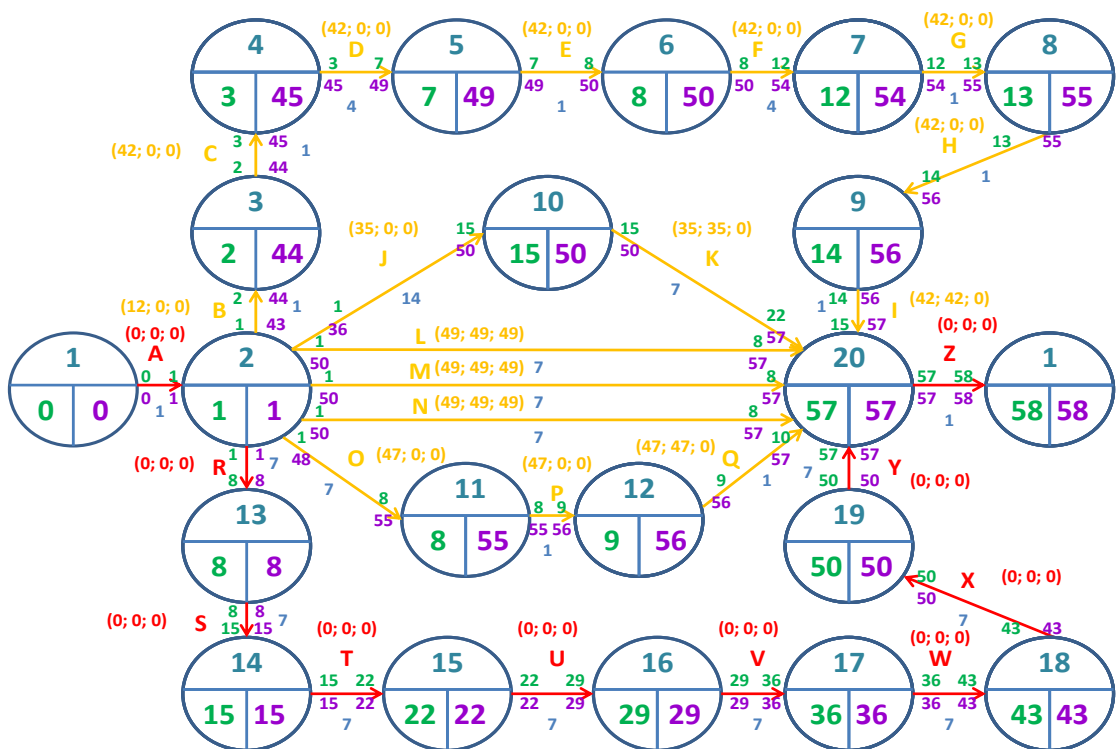 (42; 0; 0) (42; 0; 0) (42; 0; 0) (42; 0; 0)
4 D 5 E 6 F 7 G 8
3 7 7 8 8 12 12 13
45 49 49 50 50 54 54 55
3 45 4 7 49 1 8 50 4 12 54 1 13 55
(42; 0; 0) C 3 45 1 (42; 0; 0) H 13 55
2 44 14 1
56
3 10 9
(35; 0; 0) 15 15 (35; 35; 0)
2 44 J 50 15 50 50 K 14 56
(12; 0; 0) B 2 44 1 14 7 1 14 56 I (42; 42; 0)
1 43 1 22 15 57
(0; 0; 0) 36 57 (0; 0; 0)
A 1 L (49; 49; 49) 8 Z
1 2 50 57 20
0 1 1 M (49; 49; 49) 7 8 57 58
0 1 50 57 57 58
0 0 1 1 1 1 N (49; 49; 49) 7 8 57 57 1 58 58
50 7 57
(0; 0; 0) R 1 1 7 1 O (47; 0; 0) (47; 47; 0) Q 10 57 57 Y
8 8 48 7 (47; 0; 0) 57 7 50 50 (0; 0; 0)
8 11 P 12 9 1
55 8 9 56
13 55 56 19
8 8 8 55 1 9 56 50 50
50 X (0; 0; 0)
50
(0; 0; 0) S 8 8 7 7
15 15 43 43
(0; 0; 0) (0; 0; 0) (0; 0; 0) (0; 0; 0)
14 T 15 U 16 V 17 W 18
15 22 22 29 29 36 36 43
15 22 22 29 29 36 36 43
15 15 7 22 22 7 29 29 7 36 36 7 43 43